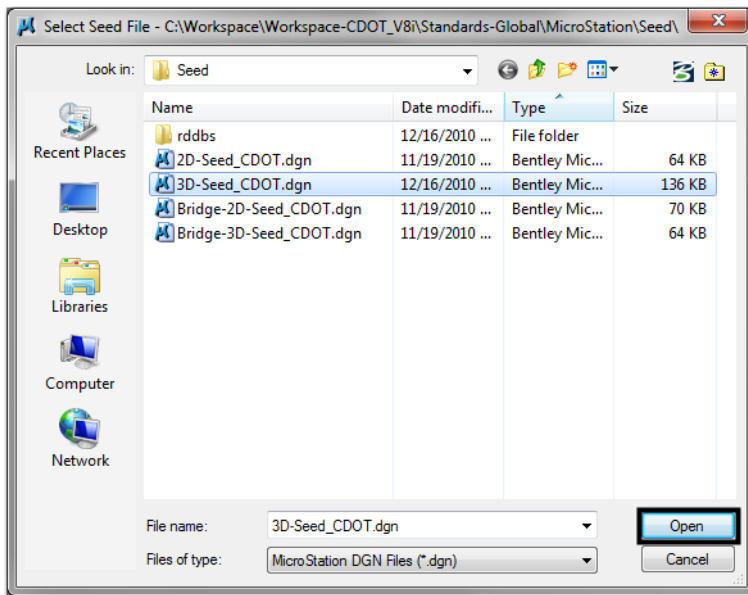 Select Seed File - C:\Workspace\Workspace-CDOT_V8i\Standards-Global\MicroStation\Seed\
Look in: Seed
Name Date modifi... Type Size
rddbs 12/16/2010 ... File folder
2D-Seed_CDOT.dgn 11/19/2010 ... Bentley Mic... 64 KB
3D-Seed_CDOT.dgn 12/16/2010 ... Bentley Mic... 136 KB
Bridge-2D-Seed_CDOT.dgn 11/19/2010 ... Bentley Mic... 70 KB
Bridge-3D-Seed_CDOT.dgn 11/19/2010 ... Bentley Mic... 64 KB
Recent Places
Desktop
Libraries
Computer
Network
File name: 3D-Seed_CDOT.dgn Open
Files of type: MicroStation DGN Files (*.dgn) Cancel